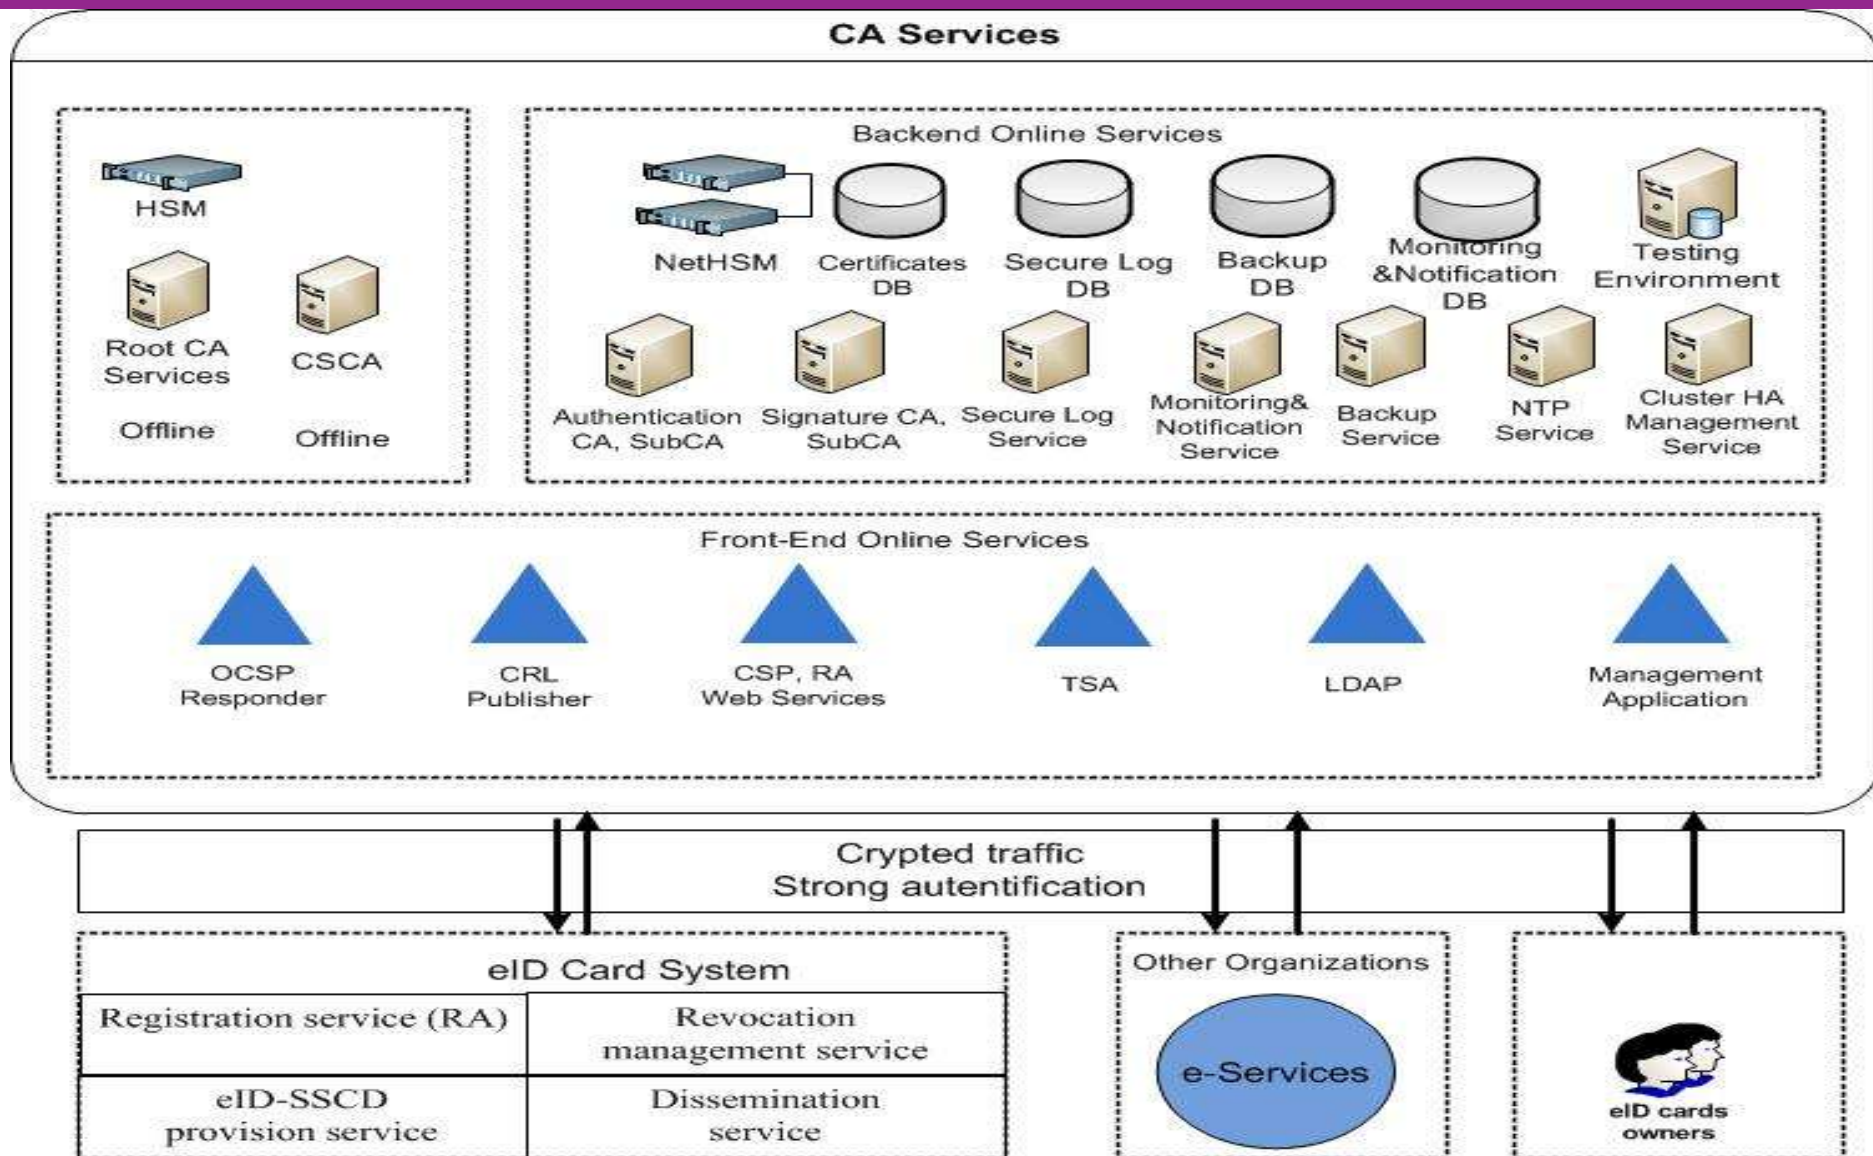 CA Services
HSM
Root CA
Services
Offline
CSCA
Offline
Backend Online Services
NetHSM
Certificates
DB
Secure Log
DB
Backup
DB
Monitoring
&Notification
DB
Testing
Environment
Authentication
CA, SubCA
Signature CA,
SubCA
Secure Log
Service
Monitoring&
Notification
Service
Backup
Service
NTP
Service
Cluster HA
Management
Service
Front-End Online Services
OCSP
Responder
CRL
Publisher
CSP, RA
Web Services
TSA
LDAP
Management
Application
Crypted traffic
Strong autentification
eID Card System
Registration service (RA)
Revocation
management service
eID-SSCD
provision service
Dissemination
service
Other Organizations
e-Services
eID cards
owners